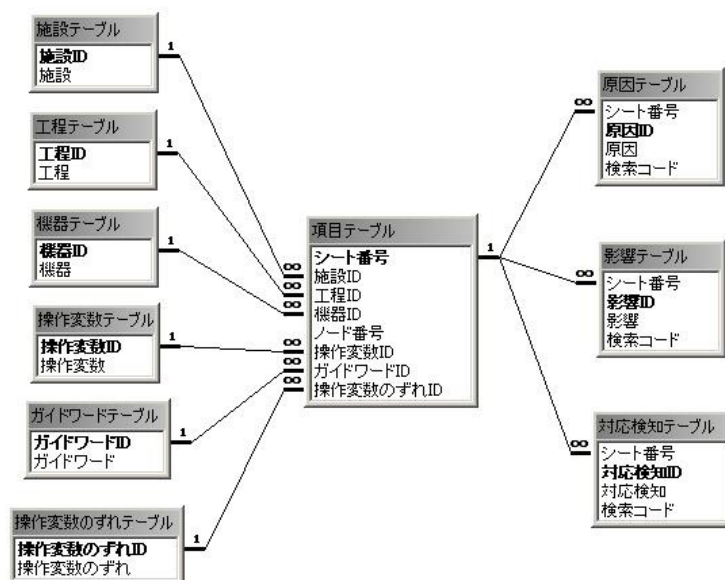 施設テーブル
施設ID
施設
1
工程テーブル
工程ID
工程
1
機器テーブル
機器ID
機器
1
操作変数テーブル
操作変数ID
操作変数
1
ガイドワードテーブル
ガイドワードID
ガイドワード
1
操作変数のずれテーブル
操作変数のずれID
操作変数のずれ
1
項目テーブル
シート番号
施設ID
工程ID
機器ID
ノード番号
操作変数ID
ガイドワードID
操作変数のずれID
∞
∞
∞
∞
∞
∞
1
原因テーブル
シート番号
原因ID
原因
検索コード
∞
影響テーブル
シート番号
影響ID
影響
検索コード
∞
対応検知テーブル
シート番号
対応検知ID
対応検知
検索コード
∞